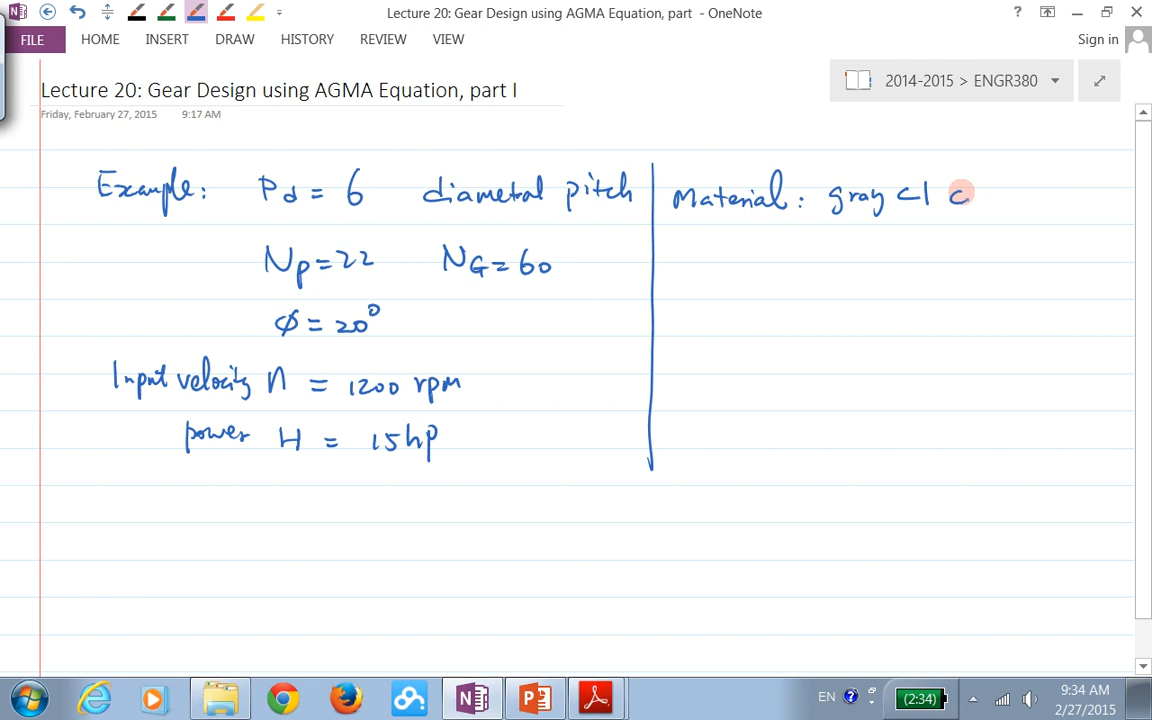 Lecture 20: Gear Design using AGMA Equation, part - OneNote
FILE HOME INSERT DRAW HISTORY REVIEW VIEW
Sign in
Lecture 20: Gear Design using AGMA Equation, part I
2014-2015 > ENGR380
Friday, February 27, 2015 9:17 AM
Example: Pd = 6 diametral pitch
Material: gray CI c
NP = 22 NG = 60
φ = 20°
Input velocity n = 1200 rpm
power H = 15 hp
EN (2:34) 9:34 AM
2/27/2015